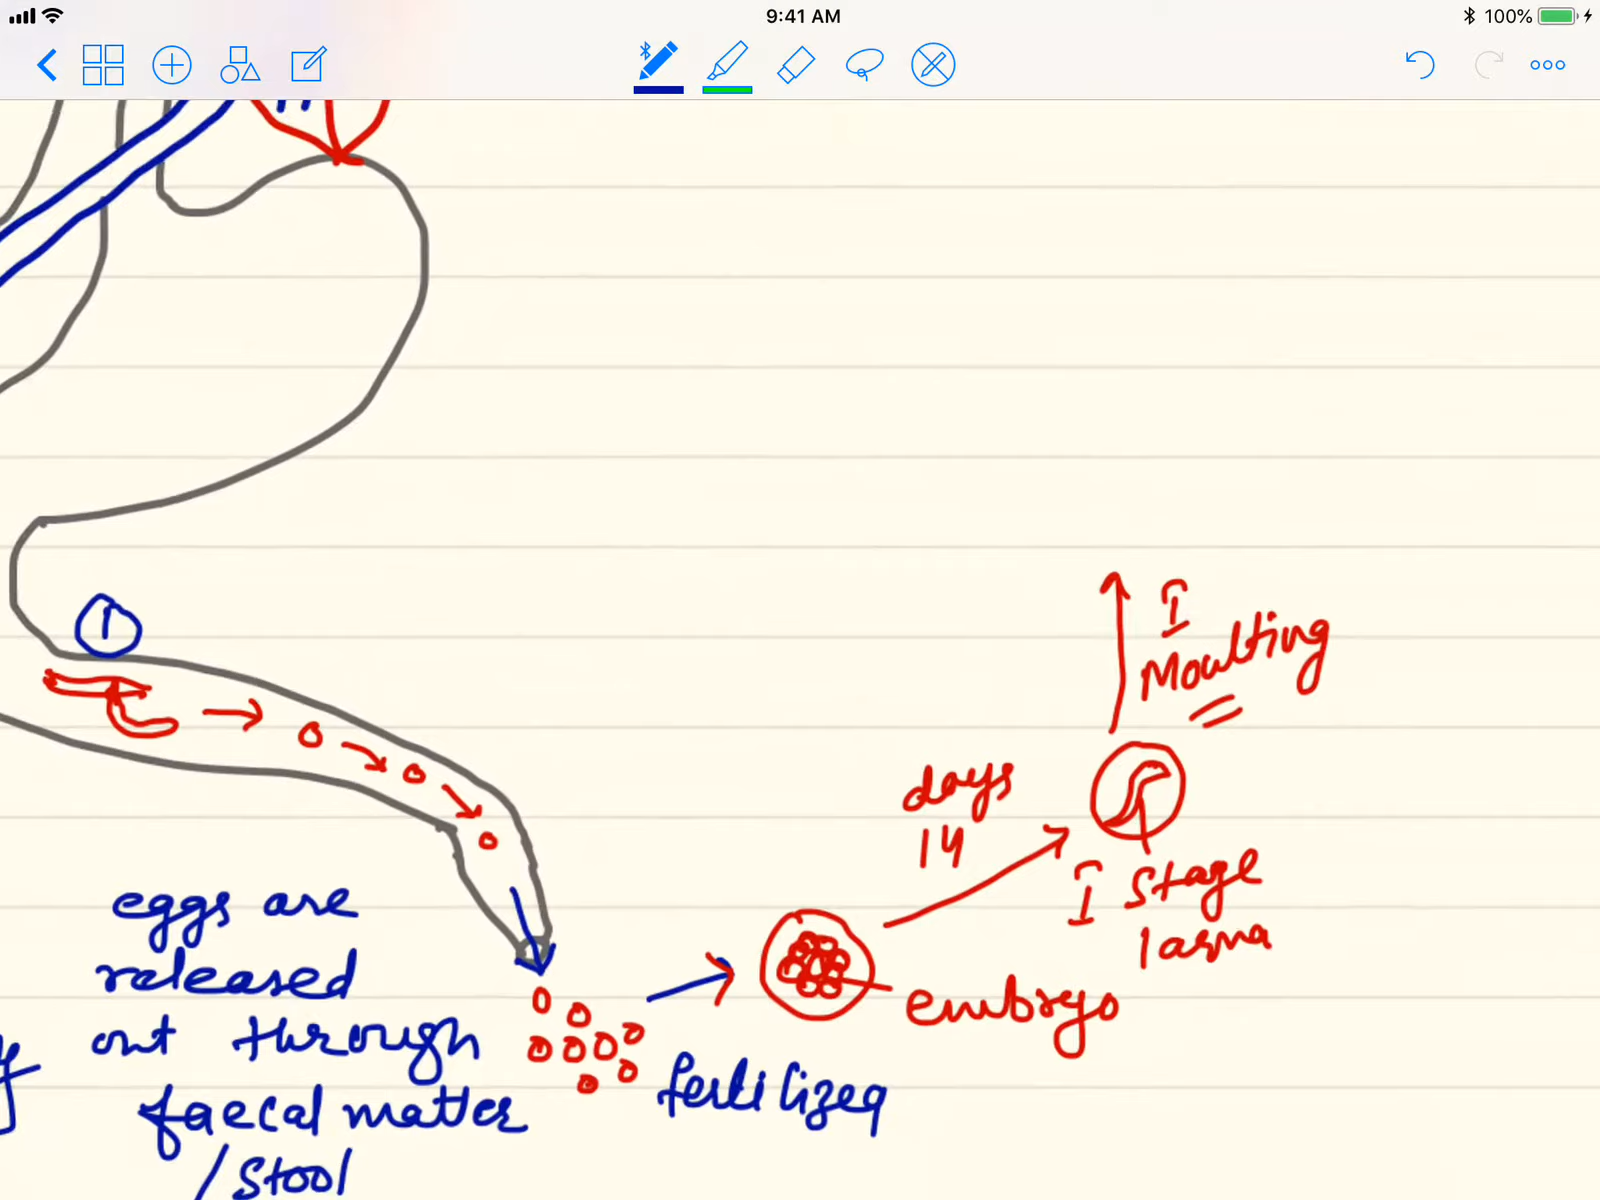 9:41 AM
100%
I
Moulting
1
days
14
I Stage
larva
eggs are
released
out through
faecal matter
/ Stool
embryo
fertilized